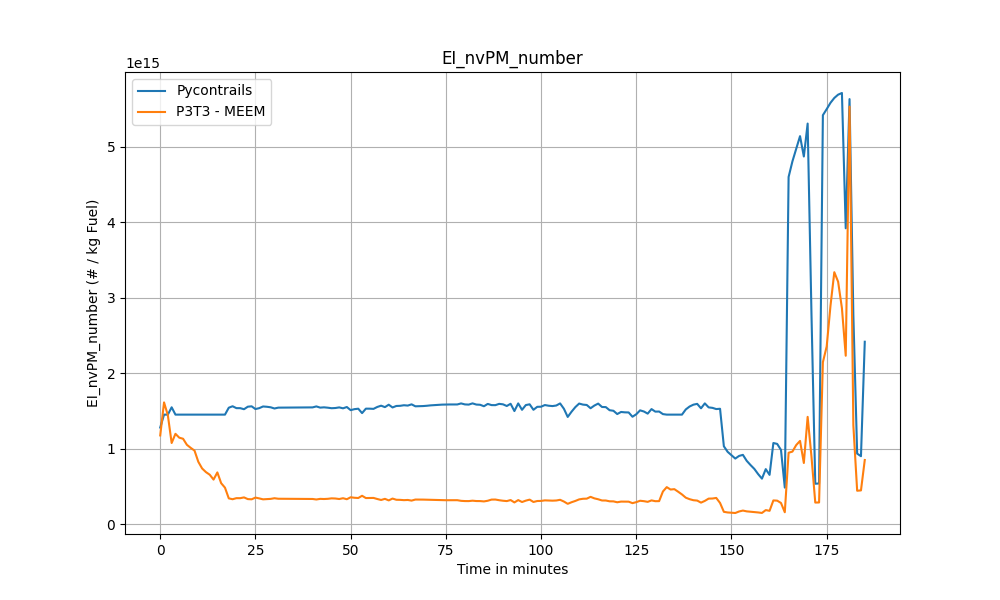 EI_nvPM_number
1e15
Pycontrails
P3T3 - MEEM
EI_nvPM_number (# / kg Fuel)
5
4
3
2
1
0
0 25 50 75 100 125 150 175
Time in minutes